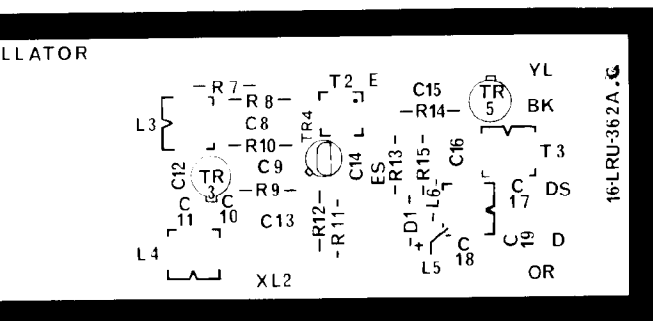 LLATOR
YL
T2 E
R7
C15
TR
5
R8
R14
BK
L3
C8
TR4
R10
C16
T3
C12
C9
C14
ES
R13
R15
TR
3
R9
L6
C
17
DS
C
11
C
10
C13
R12
R11
D1
+
C
18
C
19
D
L4
L5
XL2
OR
16-LRU-362A.G